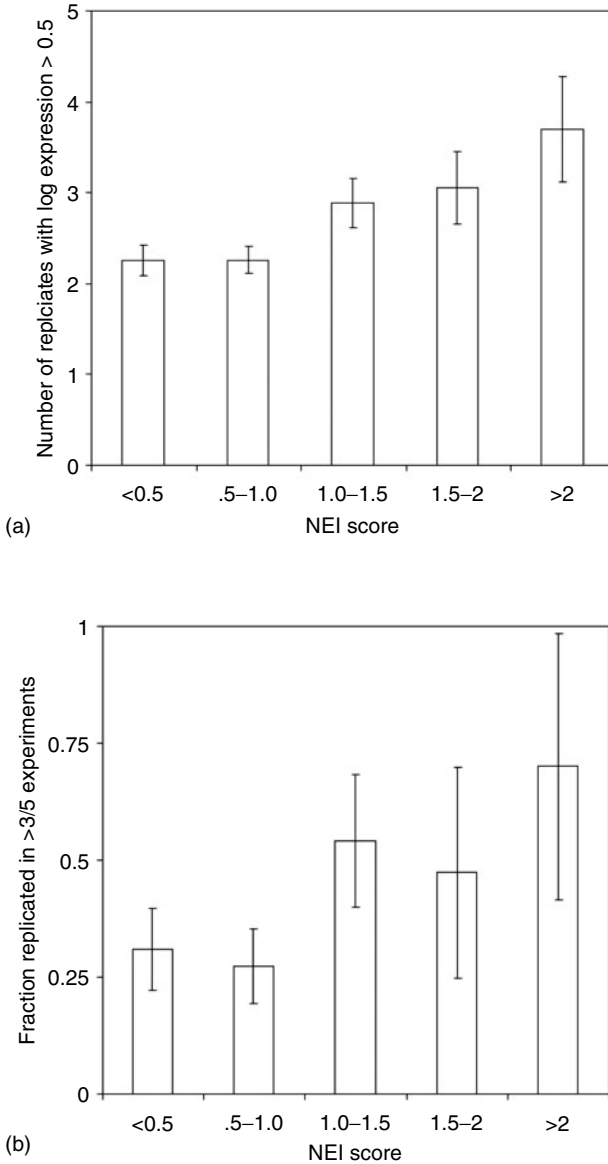 Number of replciates with log expression > 0.5
5
4
3
2
1
0
<0.5 .5–1.0 1.0–1.5 1.5–2 >2
NEI score
(a)
Fraction replicated in >3/5 experiments
1
0.75
0.5
0.25
0
<0.5 .5–1.0 1.0–1.5 1.5–2 >2
NEI score
(b)